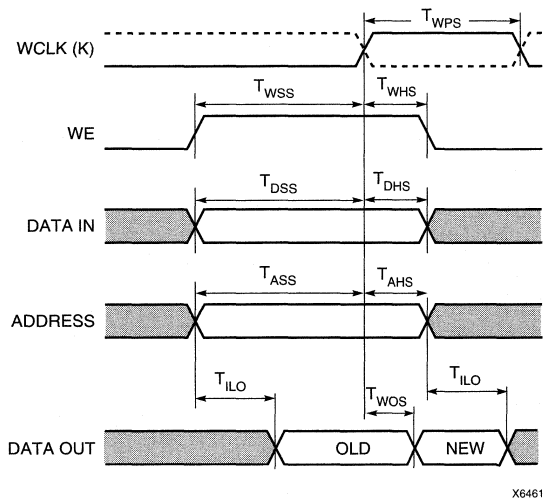 TWPS
WCLK (K)
TWSS TWHS
WE
TDSS TDHS
DATA IN
TASS TAHS
ADDRESS
TILO TILO
TWOS
DATA OUT OLD NEW
X6461